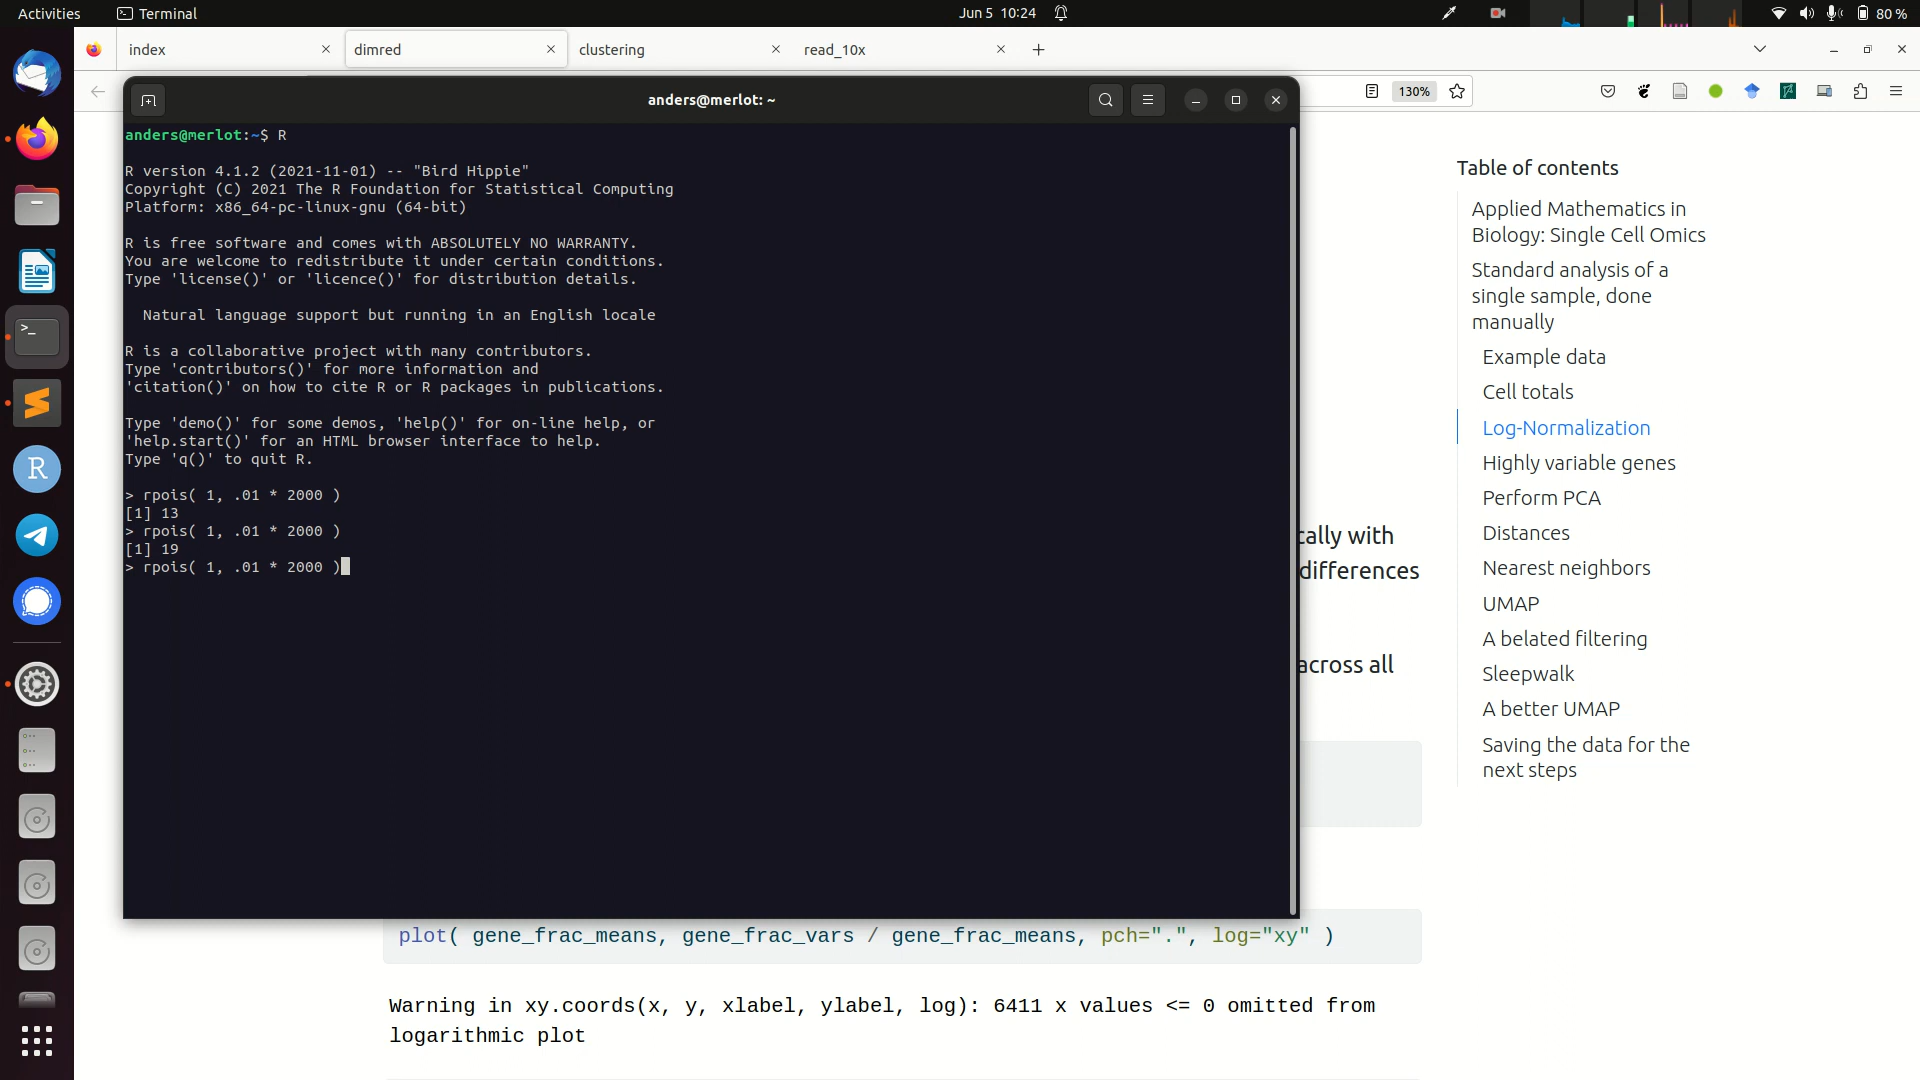 Activities
Terminal
Jun 5 10:24
80 %
index
dimred
clustering
read_10x
130%
anders@merlot: ~
anders@merlot:~$ R
R version 4.1.2 (2021-11-01) -- "Bird Hippie"
Copyright (C) 2021 The R Foundation for Statistical Computing
Platform: x86_64-pc-linux-gnu (64-bit)
R is free software and comes with ABSOLUTELY NO WARRANTY.
You are welcome to redistribute it under certain conditions.
Type 'license()' or 'licence()' for distribution details.
Natural language support but running in an English locale
R is a collaborative project with many contributors.
Type 'contributors()' for more information and
'citation()' on how to cite R or R packages in publications.
Type 'demo()' for some demos, 'help()' for on-line help, or
'help.start()' for an HTML browser interface to help.
Type 'q()' to quit R.
> rpois( 1, .01 * 2000 )
[1] 13
> rpois( 1, .01 * 2000 )
[1] 19
> rpois( 1, .01 * 2000 )
cally with
differences
across all
plot( gene_frac_means, gene_frac_vars / gene_frac_means, pch=".", log="xy" )
Warning in xy.coords(x, y, xlabel, ylabel, log): 6411 x values <= 0 omitted from
logarithmic plot
Table of contents
Applied Mathematics in
Biology: Single Cell Omics
Standard analysis of a
single sample, done
manually
Example data
Cell totals
Log-Normalization
Highly variable genes
Perform PCA
Distances
Nearest neighbors
UMAP
A belated filtering
Sleepwalk
A better UMAP
Saving the data for the
next steps